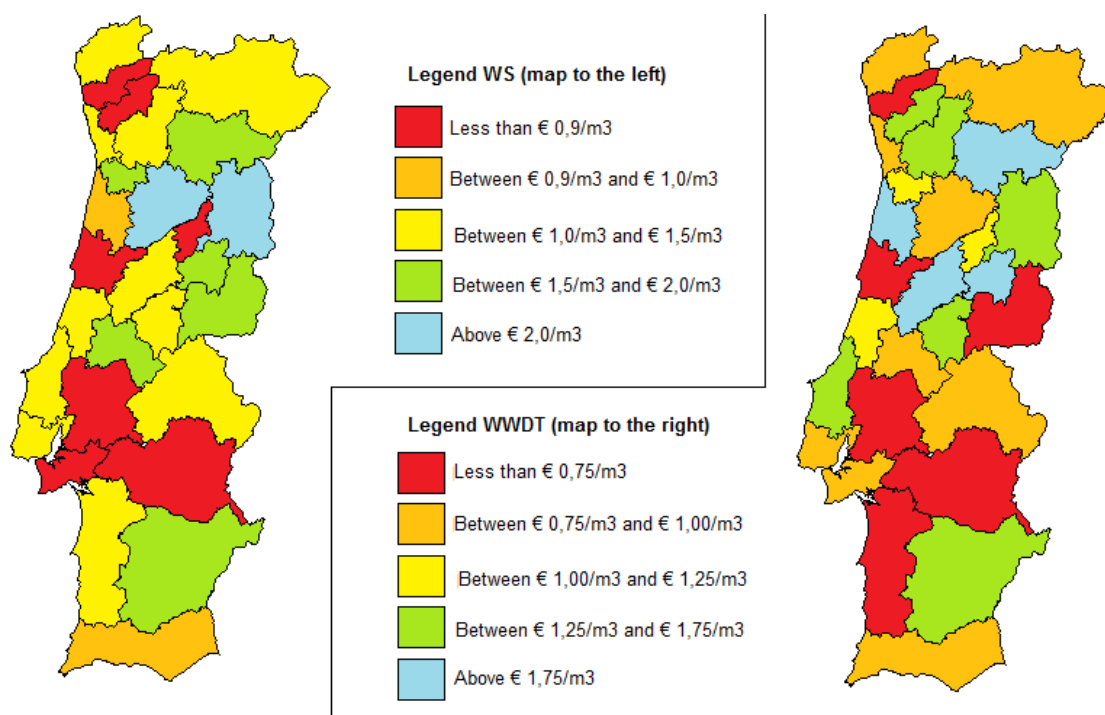 Legend WS (map to the left)
Less than € 0,9/m3
Between € 0,9/m3 and € 1,0/m3
Between € 1,0/m3 and € 1,5/m3
Between € 1,5/m3 and € 2,0/m3
Above € 2,0/m3
Legend WWDT (map to the right)
Less than € 0,75/m3
Between € 0,75/m3 and € 1,00/m3
Between € 1,00/m3 and € 1,25/m3
Between € 1,25/m3 and € 1,75/m3
Above € 1,75/m3